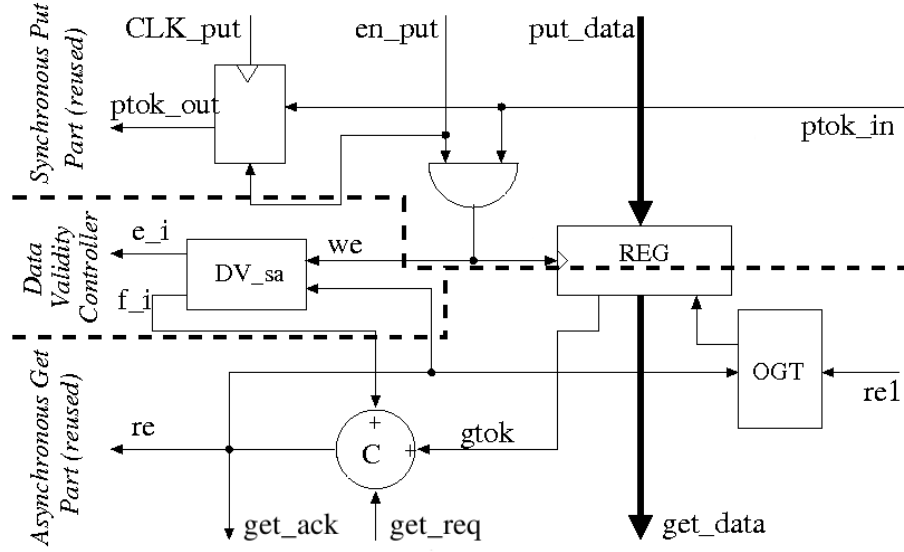 CLK_put
en_put
put_data
Synchronous Put
Part (reused)
ptok_out
ptok_in
Data
Validity
Controller
e_i
f_i
DV_sa
we
REG
OGT
re1
Asynchronous Get
Part (reused)
re
+
C
+
gtok
get_ack
get_req
get_data